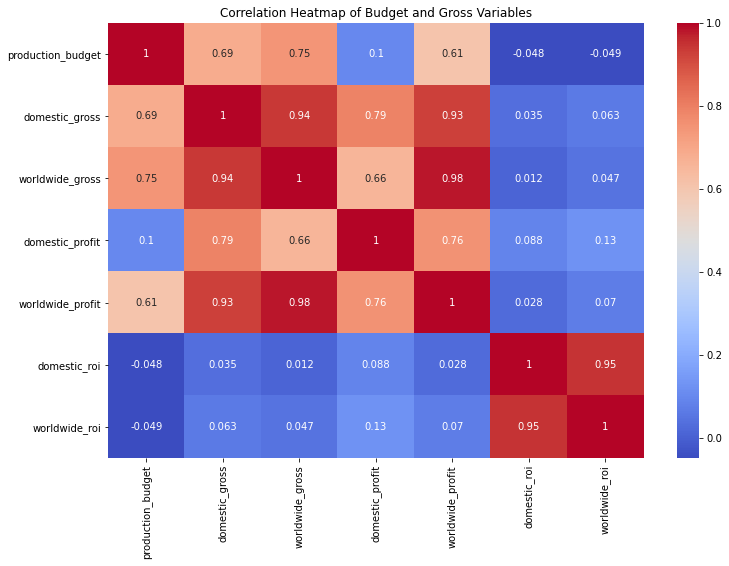 Correlation Heatmap of Budget and Gross Variables
production_budget 1 0.69 0.75 0.1 0.61 -0.048 -0.049
domestic_gross 0.69 1 0.94 0.79 0.93 0.035 0.063
worldwide_gross 0.75 0.94 1 0.66 0.98 0.012 0.047
domestic_profit 0.1 0.79 0.66 1 0.76 0.088 0.13
worldwide_profit 0.61 0.93 0.98 0.76 1 0.028 0.07
domestic_roi -0.048 0.035 0.012 0.088 0.028 1 0.95
worldwide_roi -0.049 0.063 0.047 0.13 0.07 0.95 1
production_budget
domestic_gross
worldwide_gross
domestic_profit
worldwide_profit
domestic_roi
worldwide_roi
1.0
0.8
0.6
0.4
0.2
0.0